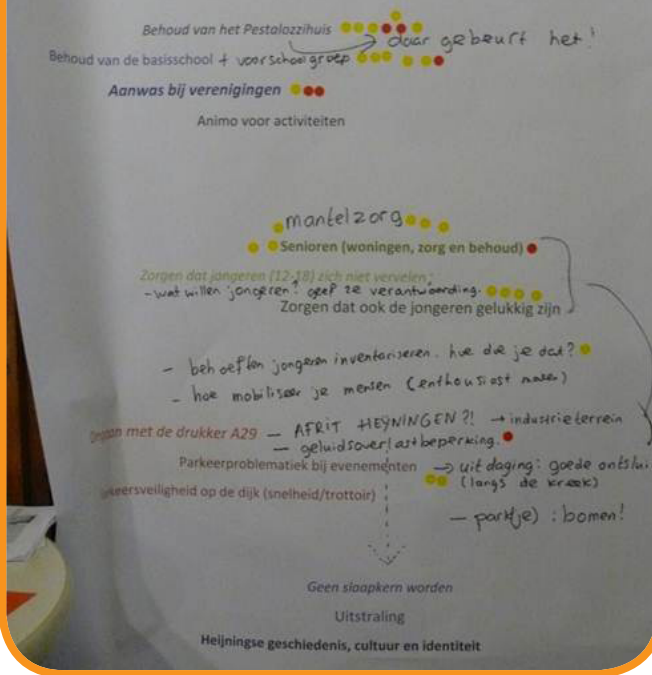 Behoud van het Pestalozzihuis
daar gebeurt het!
Behoud van de basisschool + voorschoolgroep
Aanwas bij verenigingen
Animo voor activiteiten
mantelzorg
Senioren (woningen, zorg en behoud)
Zorgen dat jongeren (12-18) zich niet vervelen;
- wat willen jongeren? geef ze verantwoording.
Zorgen dat ook de jongeren gelukkig zijn
- behoeften jongeren inventariseren. hoe doe je dat?
- hoe mobiliseer je mensen (enthousiast maken)
met de drukker A29 - AFRIT HEYNINGEN?! → industrieterrein
- geluidsoverlastbeperking.
Parkeerproblematiek bij evenementen → uitdaging: goede ontslui
(langs de kreek)
keersveiligheid op de dijk (snelheid/trottoir)
- parkje) : bomen!
Geen slaapkern worden
Uitstraling
Heijningse geschiedenis, cultuur en identiteit